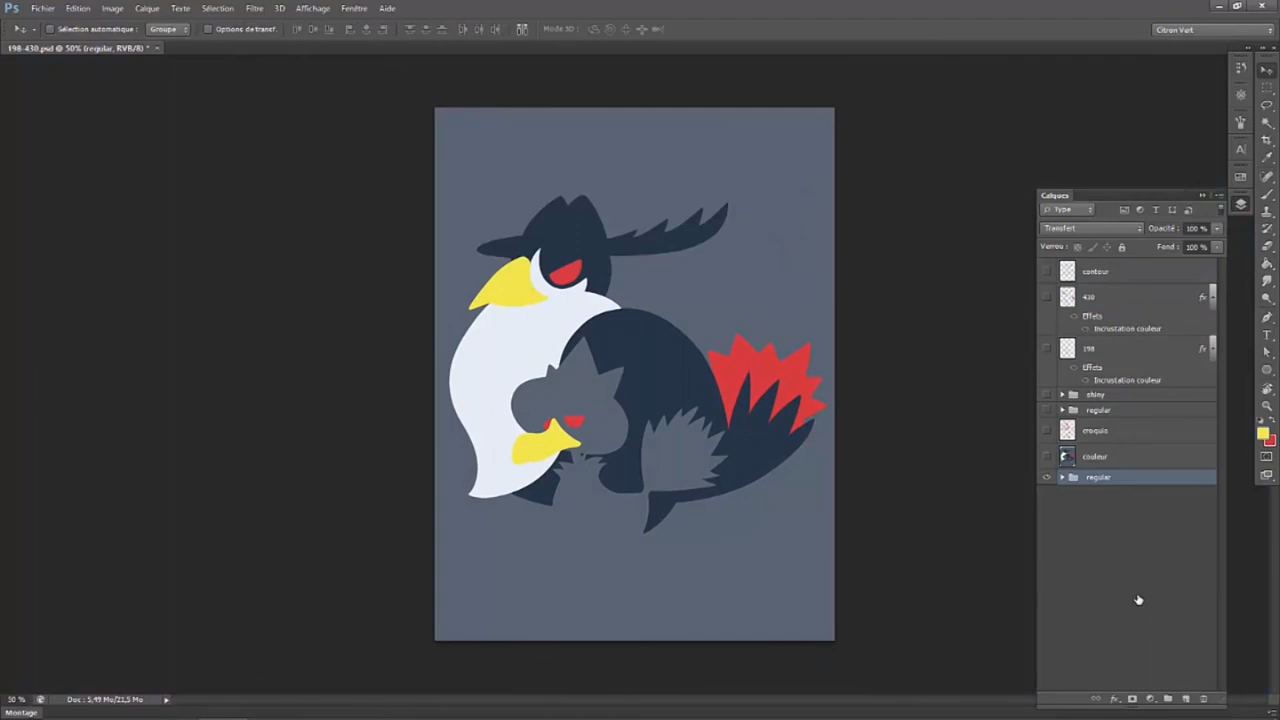 Ps Fichier Edition Image Calque Texte Sélection Filtre 3D Affichage Fenêtre Aide
Sélection automatique : Groupe Options de transf. Mode 3D : Citron Vert
198-430.psd @ 50% (regular, RVB/8) * ×
Calques
Type
Transfert Opacité : 100 %
Verrou : Fond : 100 %
contour
430 fx
Effets
Incrustation couleur
198 fx
Effets
Incrustation couleur
shiny
regular
croquis
couleur
regular
50 % Doc : 5,49 Mo/21,5 Mo
Montage